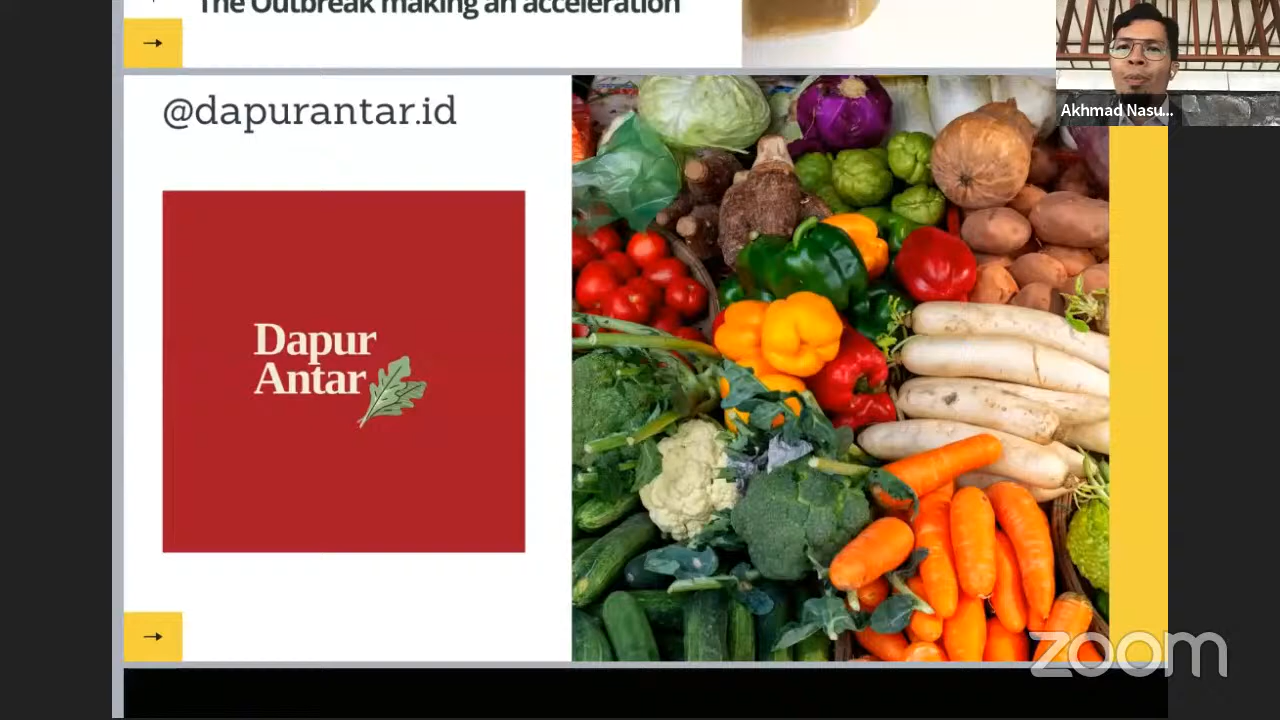 The Outbreak making an acceleration
→
Akhmad Nasu...
@dapurantar.id
Dapur
Antar
→
zoom